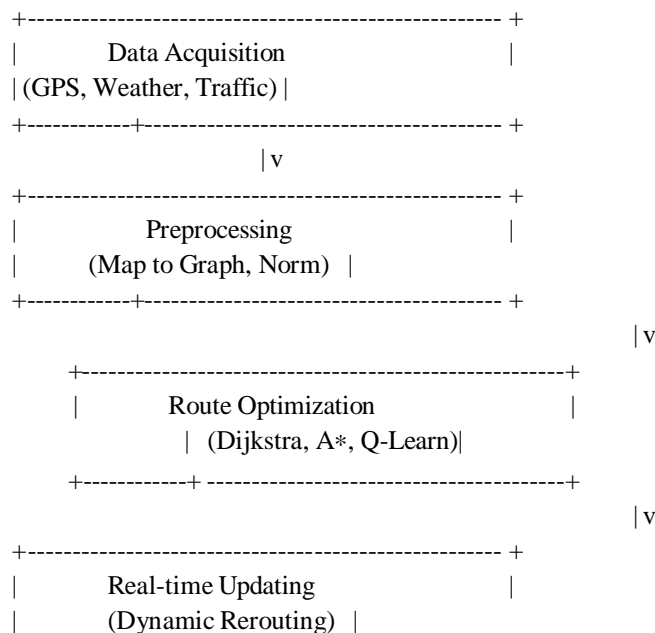 +----------------------------------------------------- +
| Data Acquisition |
| (GPS, Weather, Traffic) |
+------------+---------------------------------------- +
| v
+----------------------------------------------------- +
| Preprocessing |
| (Map to Graph, Norm) |
+------------+---------------------------------------- +
| v
+------------------------------------------------------+
| Route Optimization |
| (Dijkstra, A*, Q-Learn)|
+------------+ ----------------------------------------+
| v
+----------------------------------------------------- +
| Real-time Updating |
| (Dynamic Rerouting) |